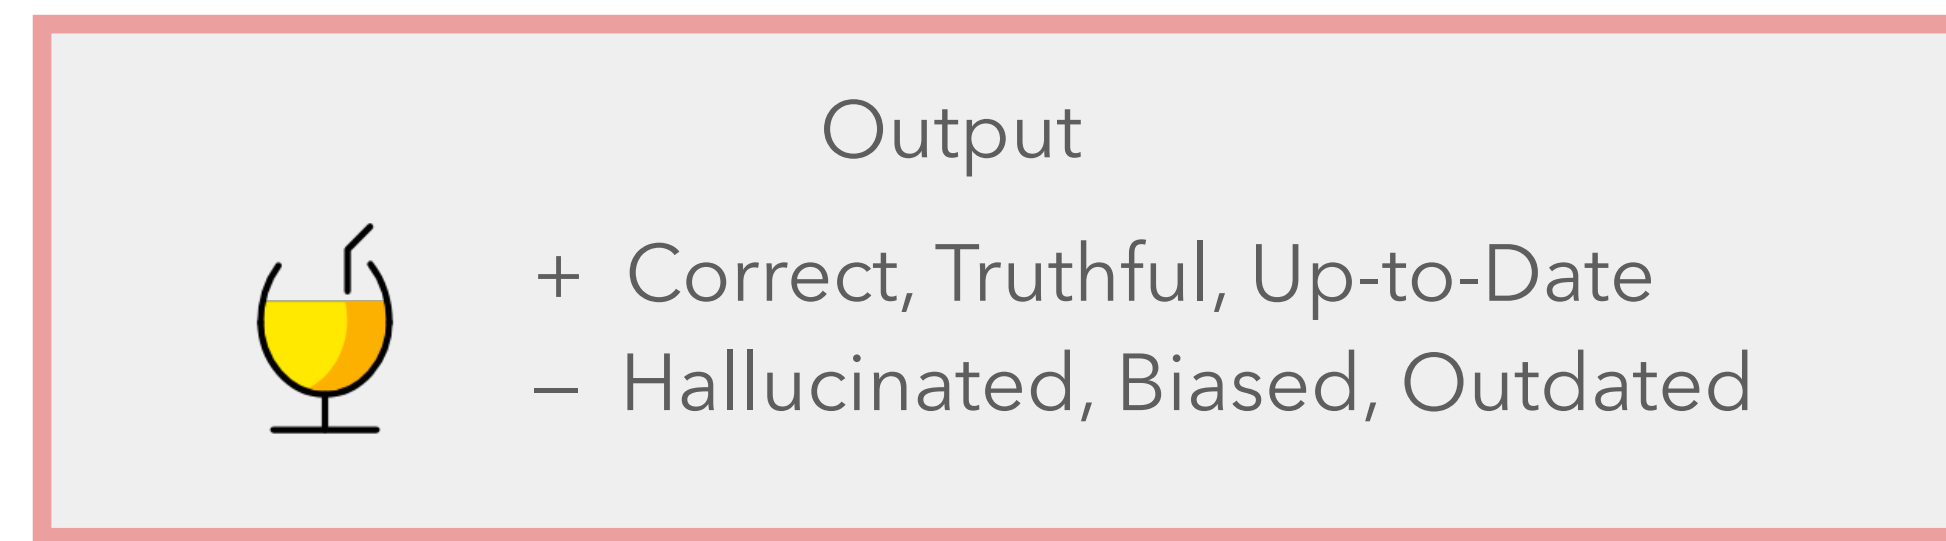 Output
+ Correct, Truthful, Up-to-Date
– Hallucinated, Biased, Outdated